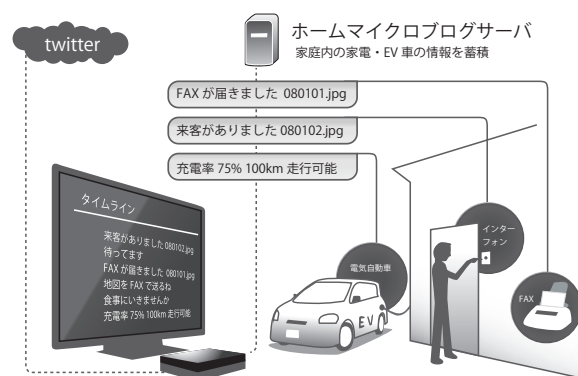 twitter
ホームマイクロブログサーバ
家庭内の家電・EV 車の情報を蓄積
FAX が届きました 080101.jpg
来客がありました 080102.jpg
充電率 75% 100km 走行可能
タイムライン
来客がありました 080102.jpg
待ってます
FAX が届きました 080101.jpg
地図を FAX で送るね
食事にいきませんか
充電率 75% 100km 走行可能
電気自動車
EV
インター
フォン
FAX